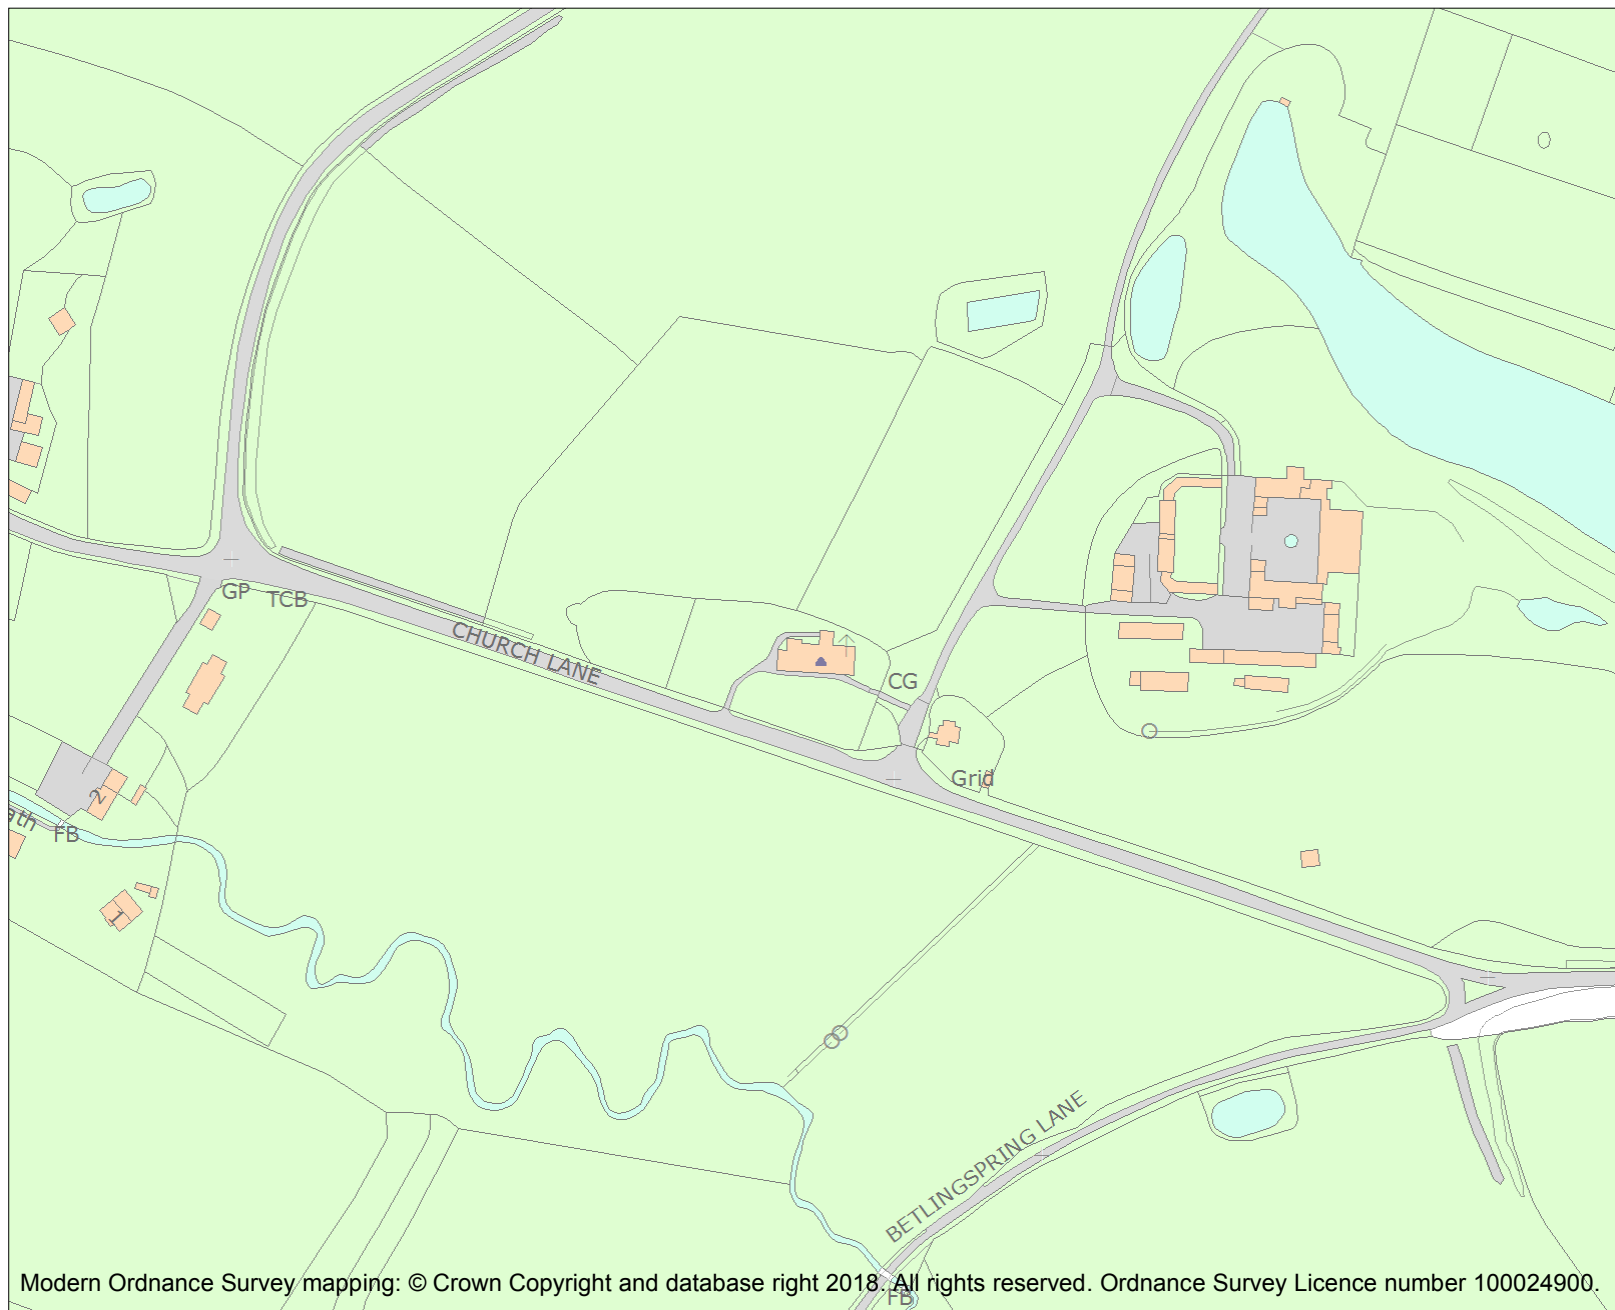 GP
TCB
CHURCH LANE
CG
Grid
2
ath
FB
1
BETLINGSPRING LANE
Modern Ordnance Survey mapping: © Crown Copyright and database right 2018. All rights reserved. Ordnance Survey Licence number 100024900.
FB